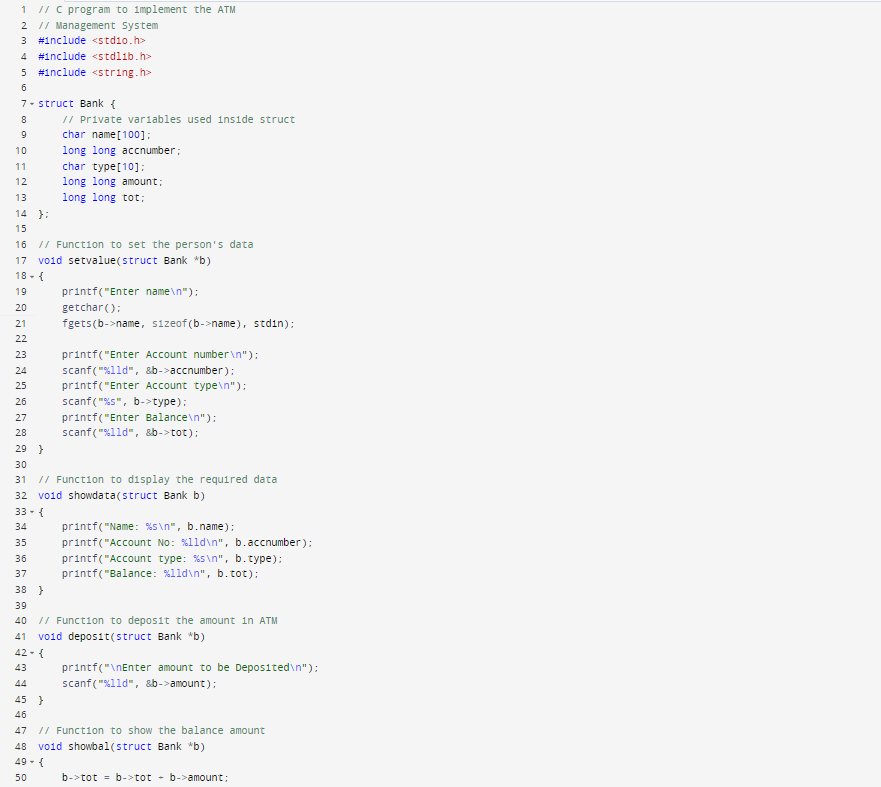 1 // C program to implement the ATM
2 // Management System
3 #include <stdio.h>
4 #include <stdlib.h>
5 #include <string.h>
6
7 struct Bank {
8 // Private variables used inside struct
9 char name[100];
10 long long accnumber;
11 char type[10];
12 long long amount;
13 long long tot;
14 };
15
16 // Function to set the person's data
17 void setvalue(struct Bank *b)
18 {
19 printf("Enter name\n");
20 getchar();
21 fgets(b->name, sizeof(b->name), stdin);
22
23 printf("Enter Account number\n");
24 scanf("%lld", &b->accnumber);
25 printf("Enter Account type\n");
26 scanf("%s", b->type);
27 printf("Enter Balance\n");
28 scanf("%lld", &b->tot);
29 }
30
31 // Function to display the required data
32 void showdata(struct Bank b)
33 {
34 printf("Name: %s\n", b.name);
35 printf("Account No: %lld\n", b.accnumber);
36 printf("Account type: %s\n", b.type);
37 printf("Balance: %lld\n", b.tot);
38 }
39
40 // Function to deposit the amount in ATM
41 void deposit(struct Bank *b)
42 {
43 printf("\nEnter amount to be Deposited\n");
44 scanf("%lld", &b->amount);
45 }
46
47 // Function to show the balance amount
48 void showbal(struct Bank *b)
49 {
50 b->tot = b->tot + b->amount;